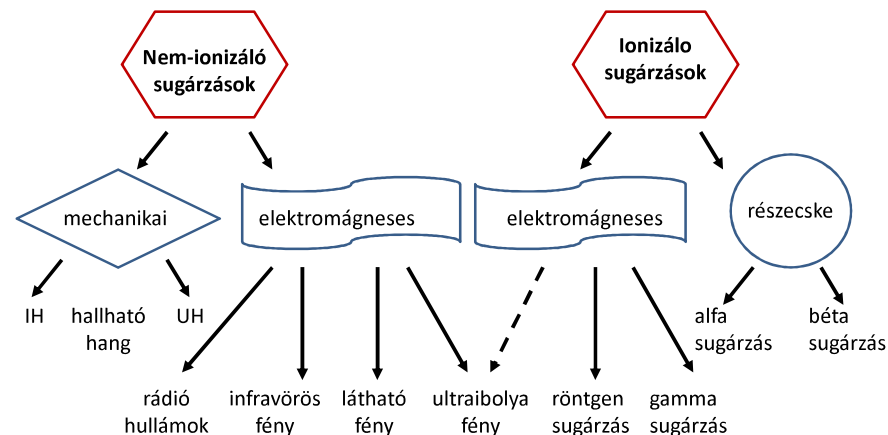 Nem-ionizáló
sugárzások
Ionizálo
sugárzások
mechanikai
elektromágneses
elektromágneses
részecske
IH
hallható
hang
UH
alfa
sugárzás
béta
sugárzás
rádió
hullámok
infravörös
fény
látható
fény
ultraibolya
fény
röntgen
sugárzás
gamma
sugárzás